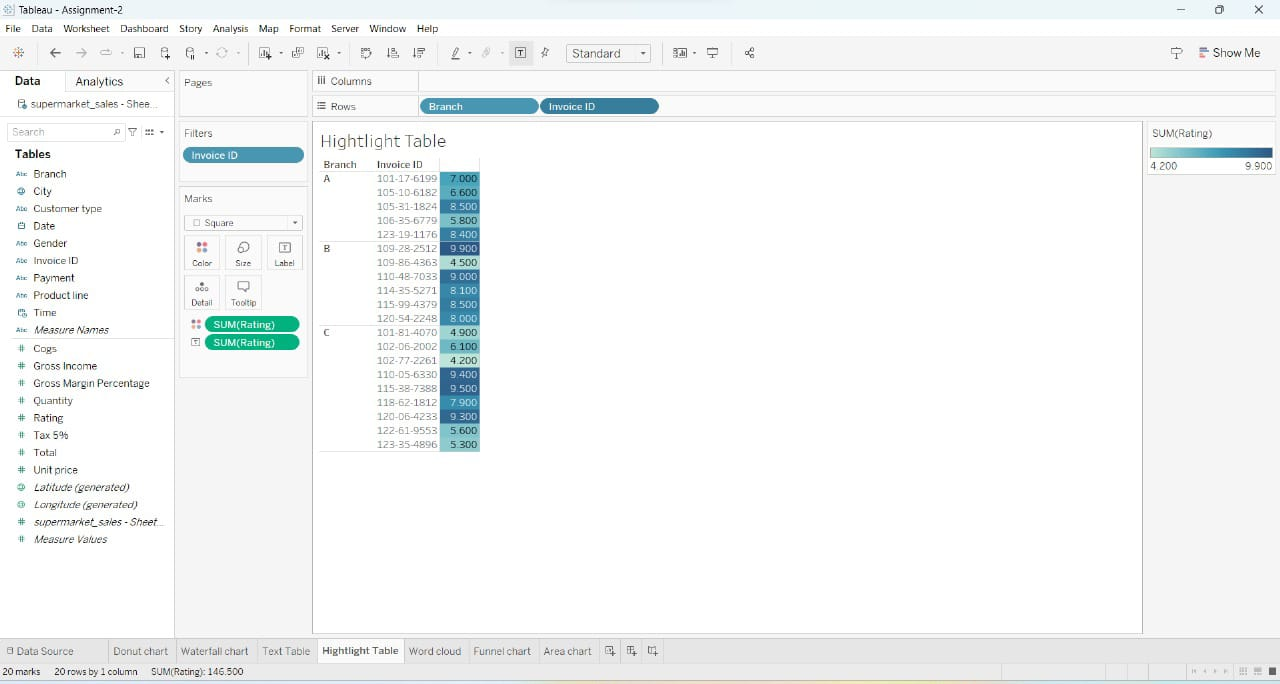 Tableau - Assignment-2
File Data Worksheet Dashboard Story Analysis Map Format Server Window Help
Standard
Show Me
Data Analytics
supermarket_sales - Shee...
Search
Tables
Abc Branch
City
Abc Customer type
Date
Abc Gender
Abc Invoice ID
Abc Payment
Abc Product line
Time
Abc Measure Names
# Cogs
# Gross Income
# Gross Margin Percentage
# Quantity
# Rating
# Tax 5%
# Total
# Unit price
Latitude (generated)
Longitude (generated)
# supermarket_sales - Sheet...
# Measure Values
Pages
Filters
Invoice ID
Marks
Square
Color Size Label
Detail Tooltip
SUM(Rating)
SUM(Rating)
Columns
Rows Branch Invoice ID
Hightlight Table
Branch Invoice ID
A 101-17-6199 7.000
105-10-6182 6.600
105-31-1824 8.500
106-35-6779 5.800
123-19-1176 8.400
B 109-28-2512 9.900
109-86-4363 4.500
110-48-7033 9.000
114-35-5271 8.100
115-99-4379 8.500
120-54-2248 8.000
C 101-81-4070 4.900
102-06-2002 6.100
102-77-2261 4.200
110-05-6330 9.400
115-38-7388 9.500
118-62-1812 7.900
120-06-4233 9.300
122-61-9553 5.600
123-35-4896 5.300
SUM(Rating)
4.200 9.900
Data Source Donut chart Waterfall chart Text Table Hightlight Table Word cloud Funnel chart Area chart
20 marks 20 rows by 1 column SUM(Rating): 146.500